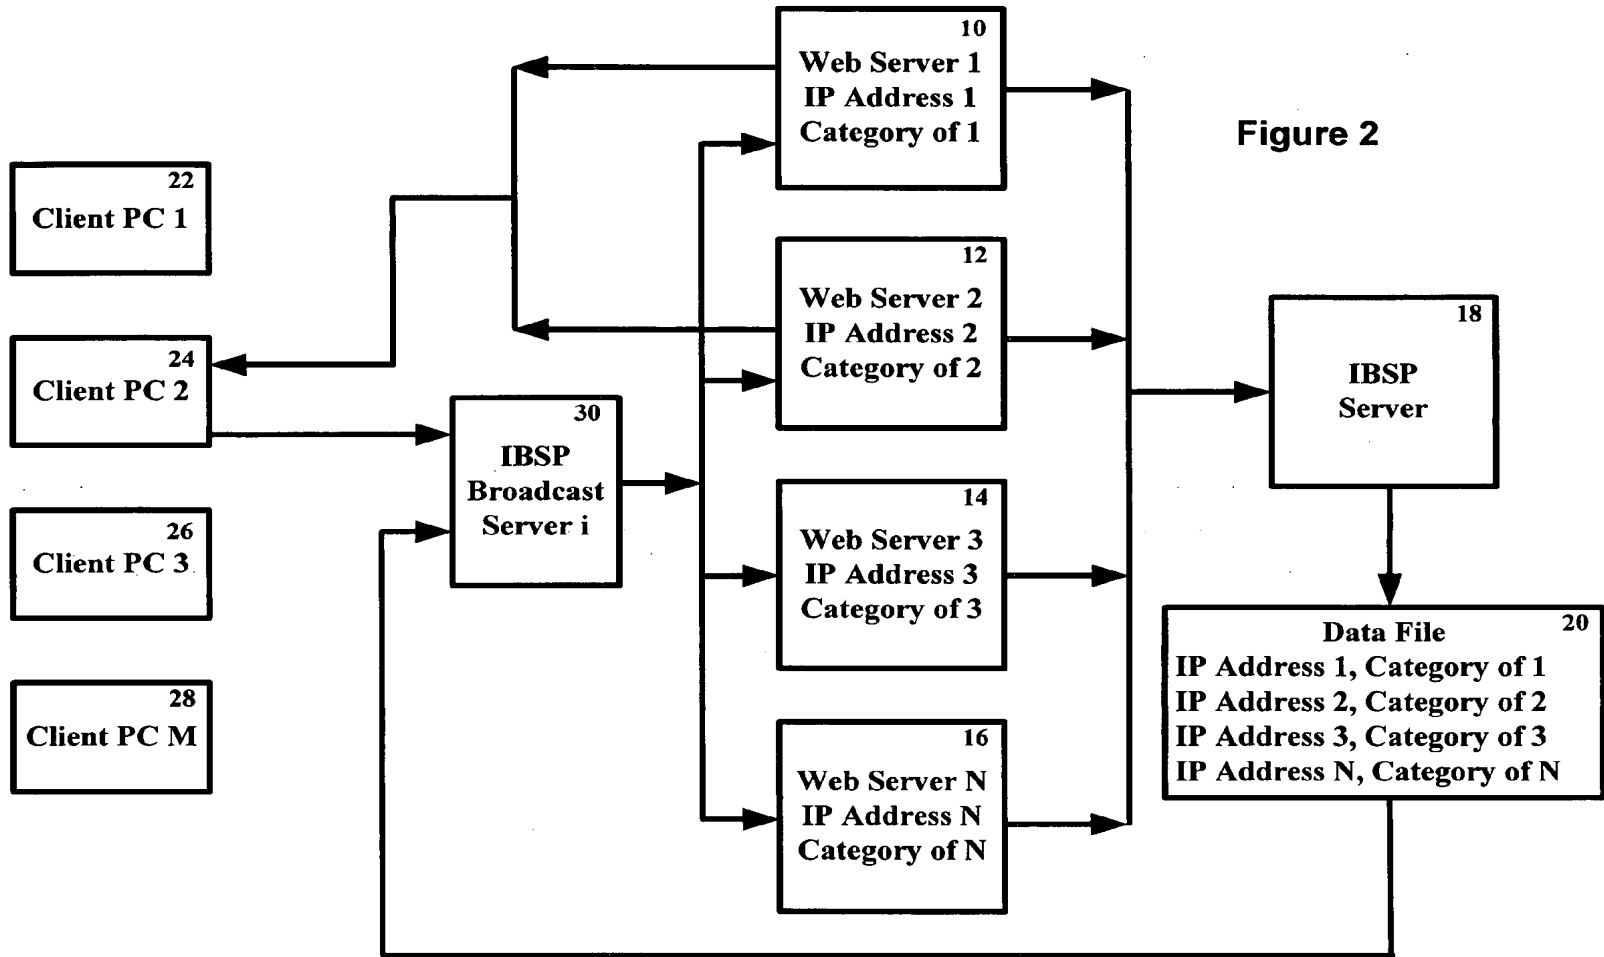 Figure 2
22
Client PC 1
24
Client PC 2
26
Client PC 3
28
Client PC M
30
IBSP
Broadcast
Server i
10
Web Server 1
IP Address 1
Category of 1
12
Web Server 2
IP Address 2
Category of 2
14
Web Server 3
IP Address 3
Category of 3
16
Web Server N
IP Address N
Category of N
18
IBSP
Server
20
Data File
IP Address 1, Category of 1
IP Address 2, Category of 2
IP Address 3, Category of 3
IP Address N, Category of N